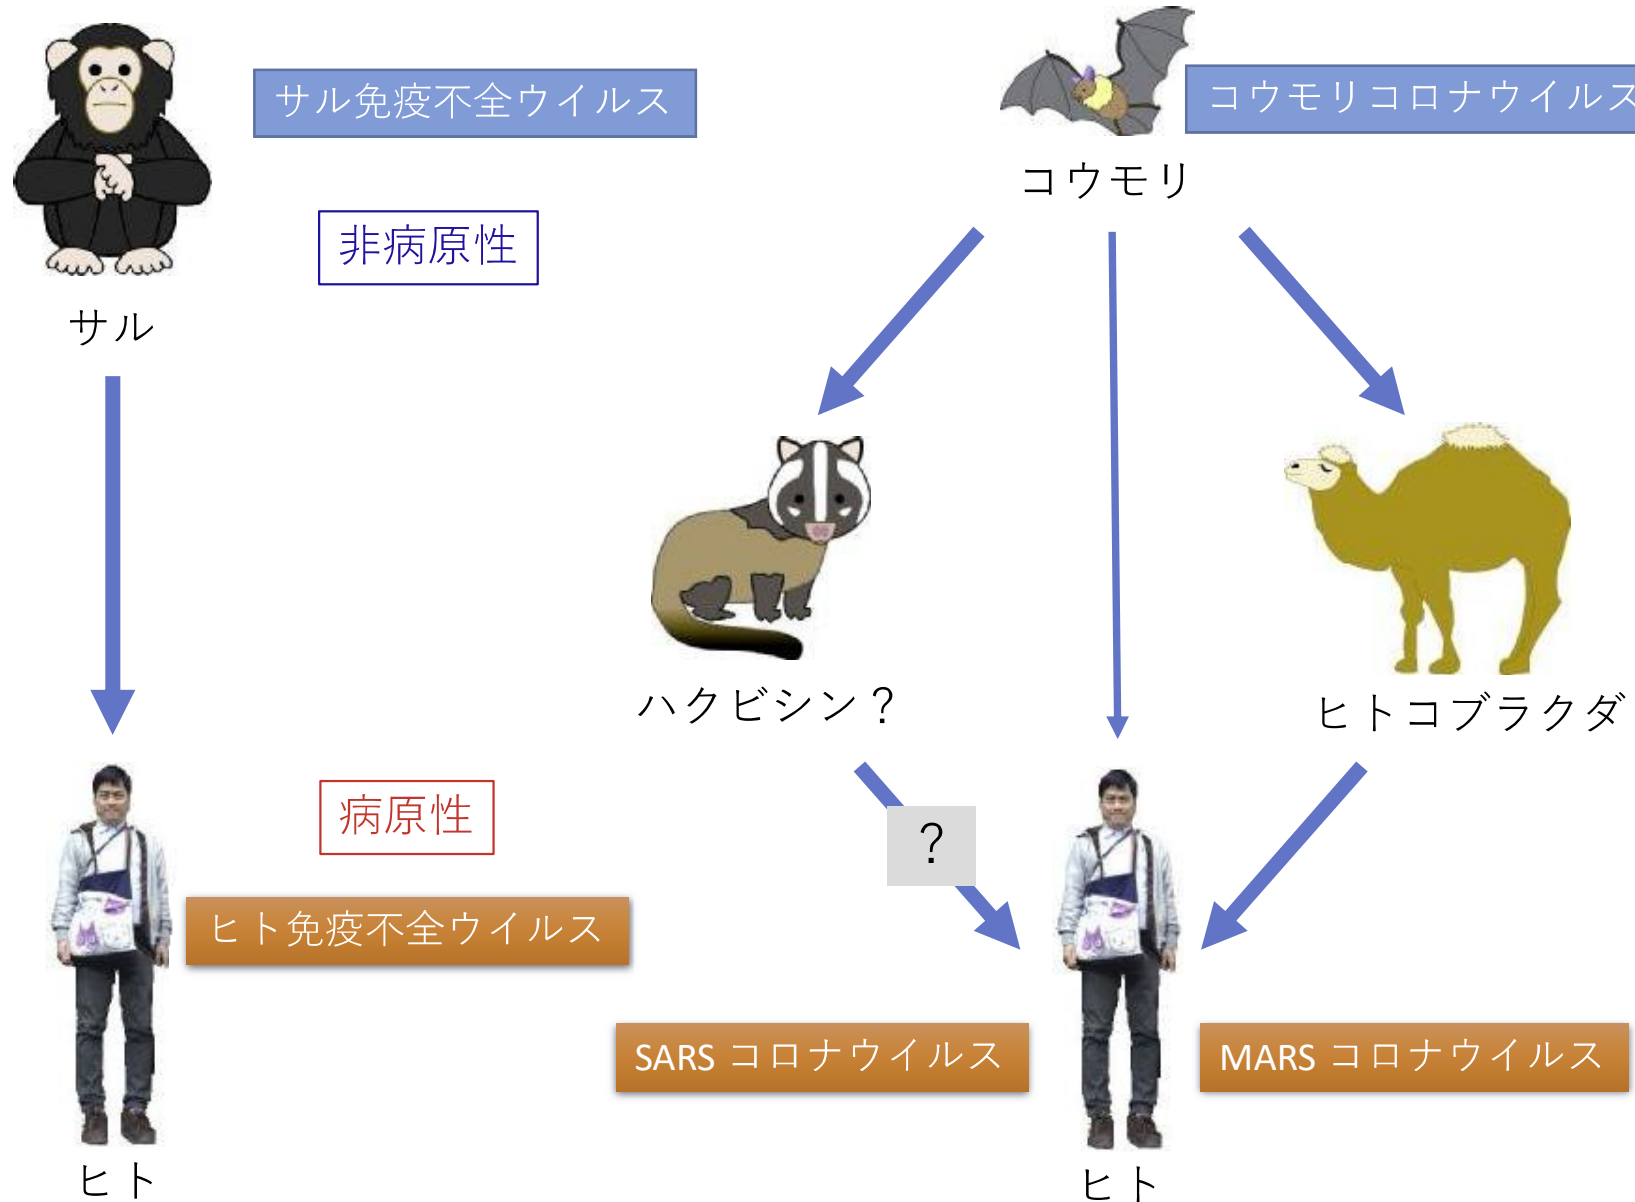 サル免疫不全ウイルス
コウモリコロナウイルス
コウモリ
非病原性
サル
ハクビシン？
ヒトコブラクダ
病原性
？
ヒト免疫不全ウイルス
SARS コロナウイルス
MARS コロナウイルス
ヒト
ヒト